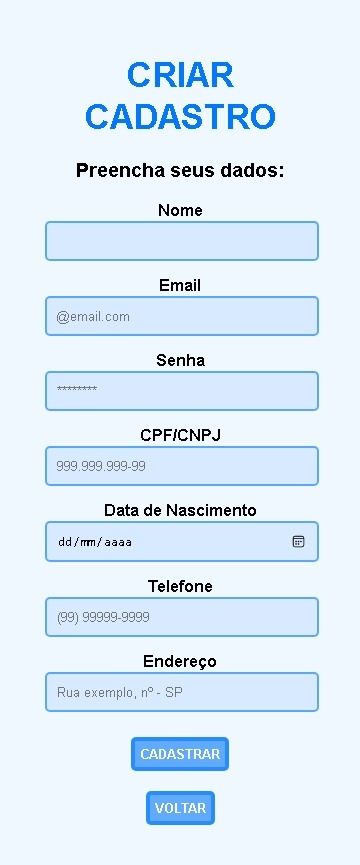 CRIAR
CADASTRO
Preencha seus dados:
Nome
Email
@email.com
Senha
********
CPF/CNPJ
999.999.999-99
Data de Nascimento
dd/mm/aaaa
Telefone
(99) 99999-9999
Endereço
Rua exemplo, nº - SP
CADASTRAR
VOLTAR